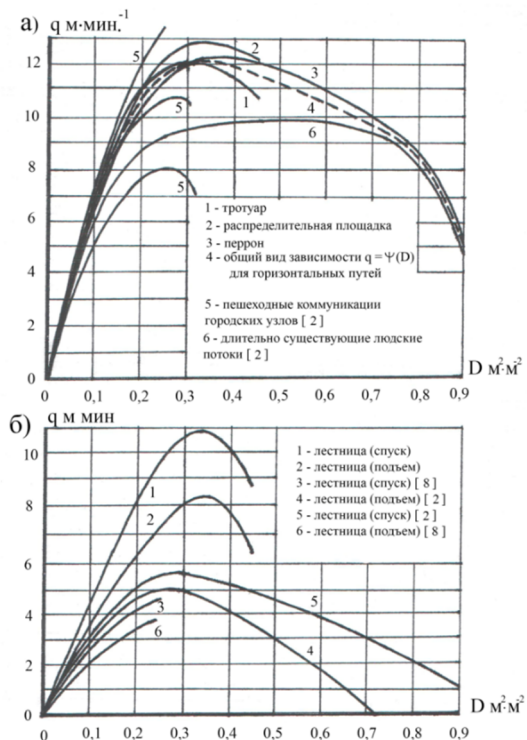 а) q м·мин.⁻¹
12
10
8
6
4
2
0
0,1 0,2 0,3 0,4 0,5 0,6 0,7 0,8 0,9
D м²·м²
5
2
3
5
1
4
6
5
1 - тротуар
2 - распределительная площадка
3 - перрон
4 - общий вид зависимости q = Ψ(D)
для горизонтальных путей
5 - пешеходные коммуникации
городских узлов [ 2 ]
6 - длительно существующие людские
потоки [ 2 ]
б) q м мин
10
8
6
4
2
0
0,1 0,2 0,3 0,4 0,5 0,6 0,7 0,8 0,9
D м²·м²
1
2
3
6
5
4
1 - лестница (спуск)
2 - лестница (подъем)
3 - лестница (спуск) [ 8 ]
4 - лестница (подъем) [ 2 ]
5 - лестница (спуск) [ 2 ]
6 - лестница (подъем) [ 8 ]